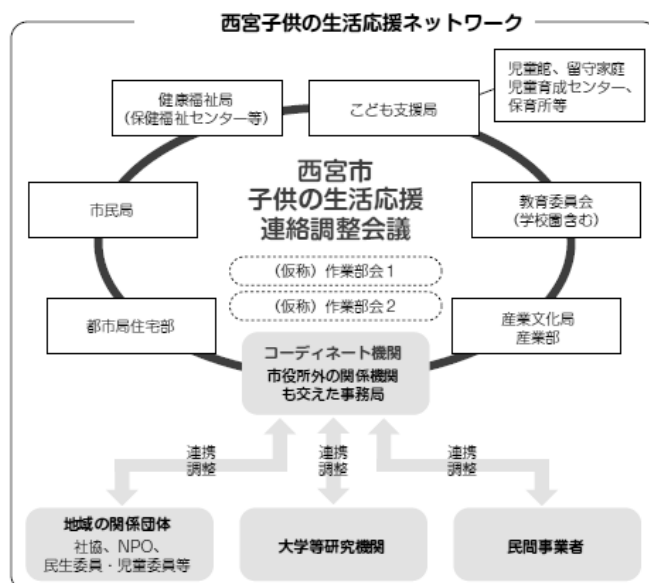 西宮子供の生活応援ネットワーク
児童館、留守家庭
児童育成センター、
保育所等
健康福祉局
（保健福祉センター等）
こども支援局
西宮市
子供の生活応援
連絡調整会議
市民局
教育委員会
（学校園含む）
（仮称）作業部会１
（仮称）作業部会２
都市局住宅部
産業文化局
産業部
コーディネート機関
市役所外の関係機関
も交えた事務局
連携
調整
連携
調整
連携
調整
地域の関係団体
社協、NPO、
民生委員・児童委員等
大学等研究機関
民間事業者